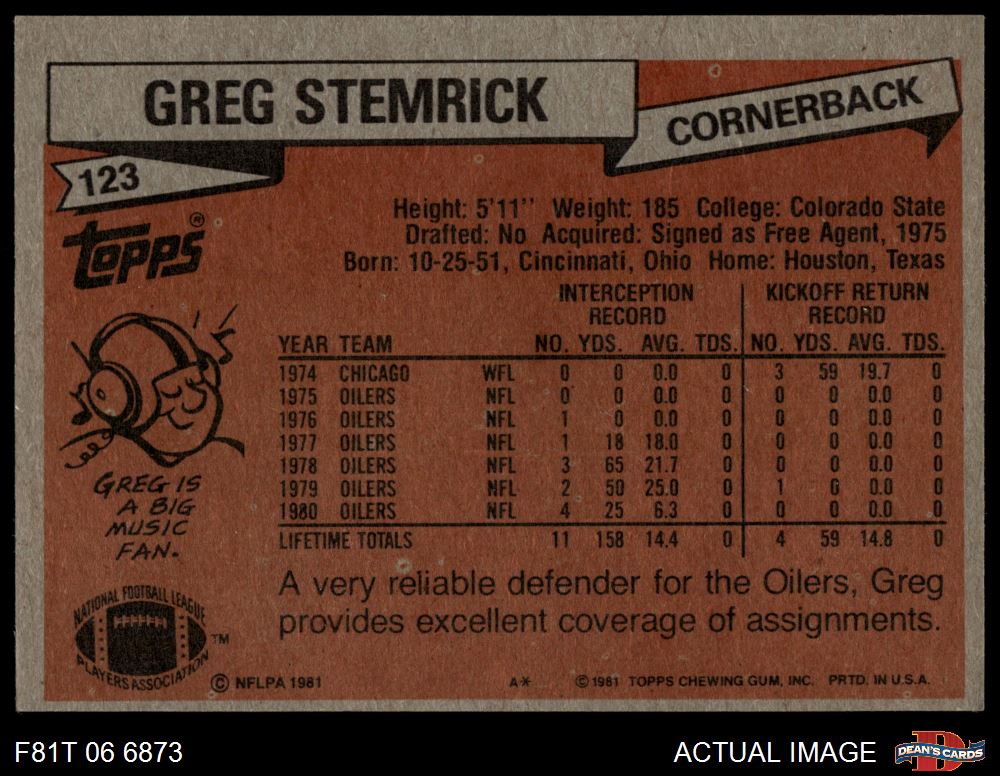 GREG STEMRICK
CORNERBACK
123
TOPPS®
Height: 5'11" Weight: 185 College: Colorado State
Drafted: No Acquired: Signed as Free Agent, 1975
Born: 10-25-51, Cincinnati, Ohio Home: Houston, Texas
INTERCEPTION RECORD KICKOFF RETURN RECORD
YEAR TEAM NO. YDS. AVG. TDS. NO. YDS. AVG. TDS.
1974 CHICAGO WFL 0 0 0.0 0 3 59 19.7 0
1975 OILERS NFL 0 0 0.0 0 0 0 0.0 0
1976 OILERS NFL 1 0 0.0 0 0 0 0.0 0
1977 OILERS NFL 1 18 18.0 0 0 0 0.0 0
1978 OILERS NFL 3 65 21.7 0 0 0 0.0 0
1979 OILERS NFL 2 50 25.0 0 1 0 0.0 0
1980 OILERS NFL 4 25 6.3 0 0 0 0.0 0
LIFETIME TOTALS 11 158 14.4 0 4 59 14.8 0
GREG IS
A BIG
MUSIC
FAN.
A very reliable defender for the Oilers, Greg
provides excellent coverage of assignments.
NATIONAL FOOTBALL LEAGUE
PLAYERS ASSOCIATION
TM
© NFLPA 1981
A* © 1981 TOPPS CHEWING GUM, INC. PRTD. IN U.S.A.
F81T 06 6873
ACTUAL IMAGE
D
DEAN'S CARDS